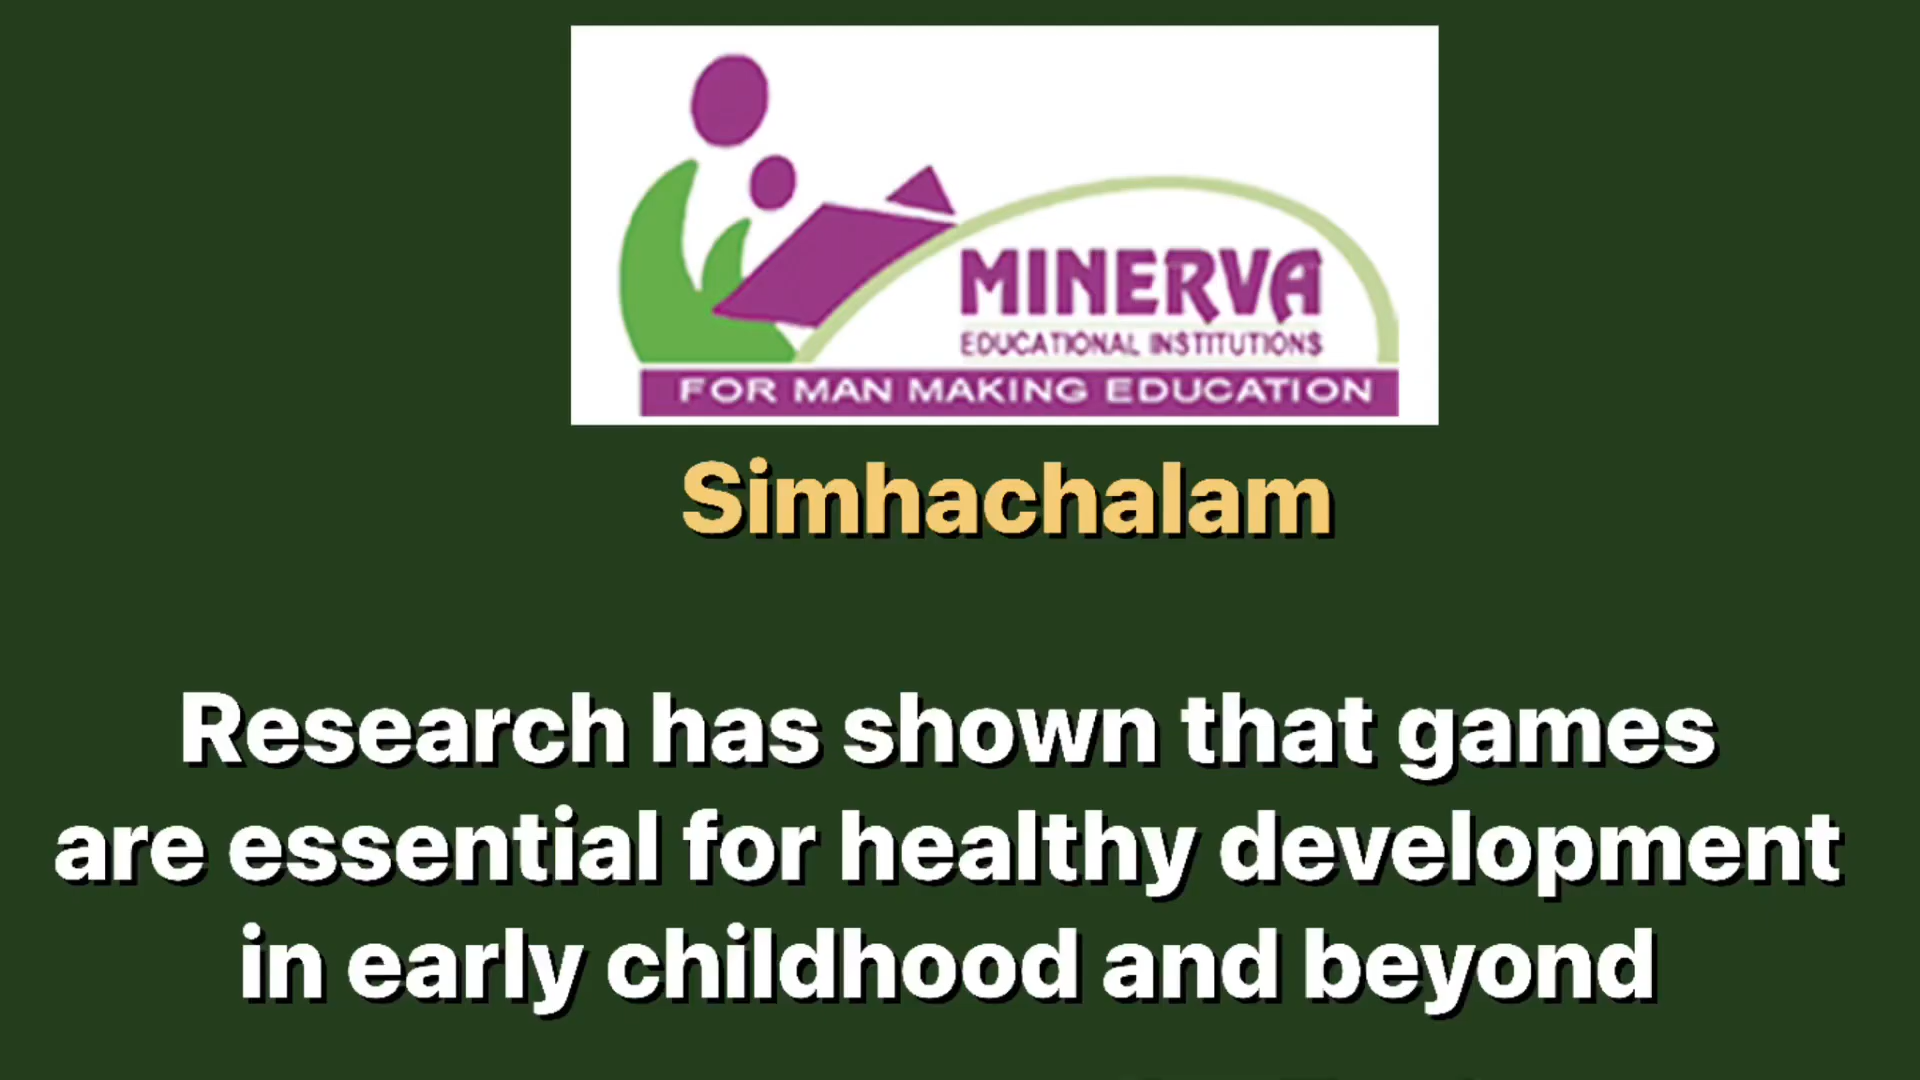 MINERVA
EDUCATIONAL INSTITUTIONS
FOR MAN MAKING EDUCATION
Simhachalam
Research has shown that games
are essential for healthy development
in early childhood and beyond